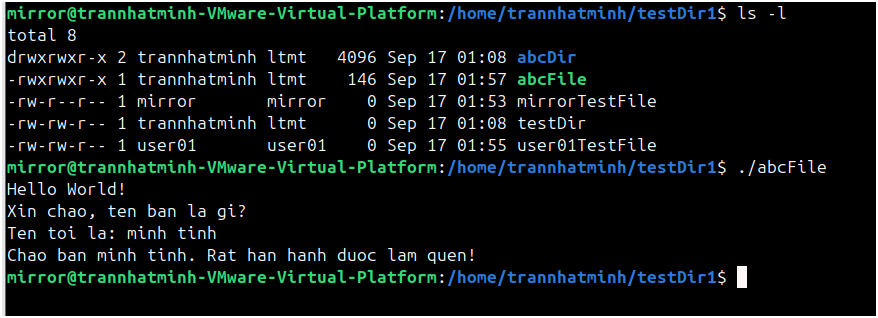 mirror@trannhatminh-VMware-Virtual-Platform:/home/trannhatminh/testDir1$ ls -l
total 8
drwxrwxr-x 2 trannhatminh ltmt   4096 Sep 17 01:08 abcDir
-rwxrwxr-x 1 trannhatminh ltmt    146 Sep 17 01:57 abcFile
-rw-r--r-- 1 mirror       mirror    0 Sep 17 01:53 mirrorTestFile
-rw-rw-r-- 1 trannhatminh ltmt      0 Sep 17 01:08 testDir
-rw-rw-r-- 1 user01       user01    0 Sep 17 01:55 user01TestFile
mirror@trannhatminh-VMware-Virtual-Platform:/home/trannhatminh/testDir1$ ./abcFile
Hello World!
Xin chao, ten ban la gi?
Ten toi la: minh tinh
Chao ban minh tinh. Rat han hanh duoc lam quen!
mirror@trannhatminh-VMware-Virtual-Platform:/home/trannhatminh/testDir1$